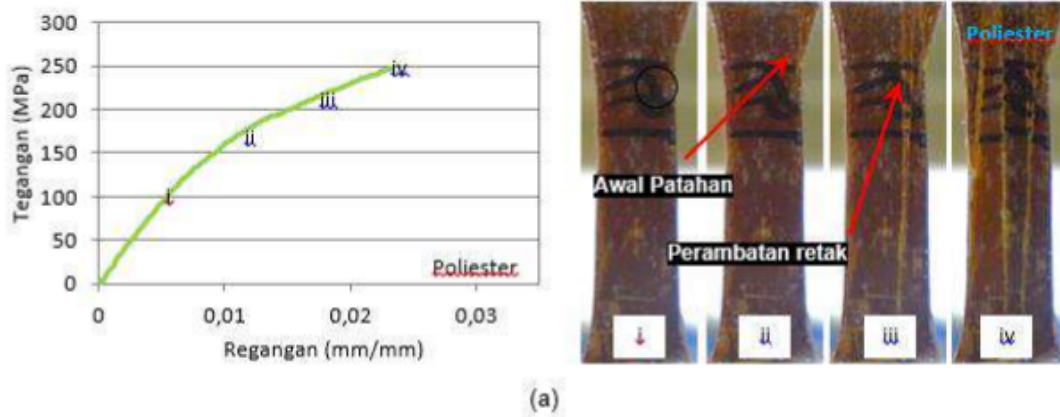 300
250
200
150
100
50
0
Tegangan (MPa)
i
ii
iii
iv
Poliester
0
0,01
0,02
0,03
Regangan (mm/mm)
Poliester
Awal Patahan
Perambatan retak
i
ii
iii
iv
(a)